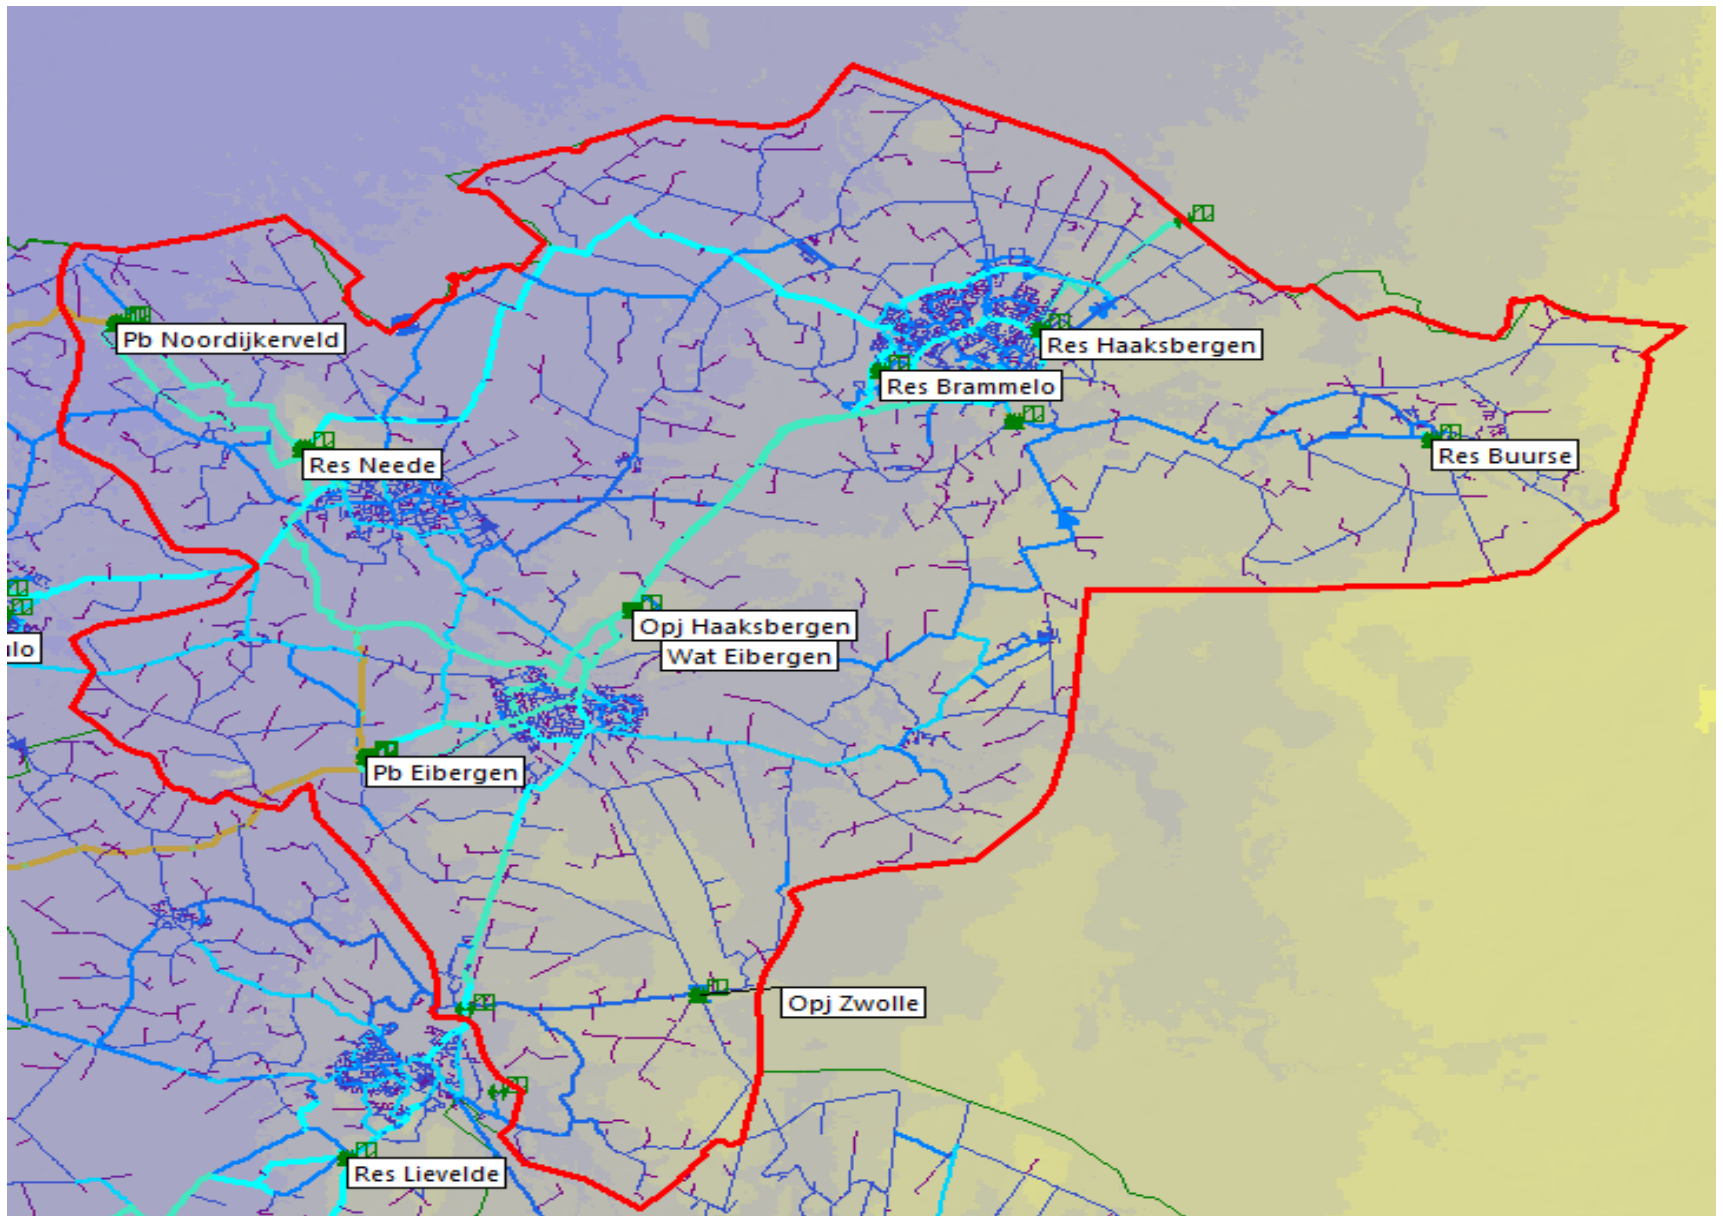 Pb Noordijkerveld
Res Haaksbergen
Res Brammelo
Res Neede
Res Buurse
Opj Haaksbergen
Wat Eibergen
ulo
Pb Eibergen
Opj Zwolle
Res Lievelde